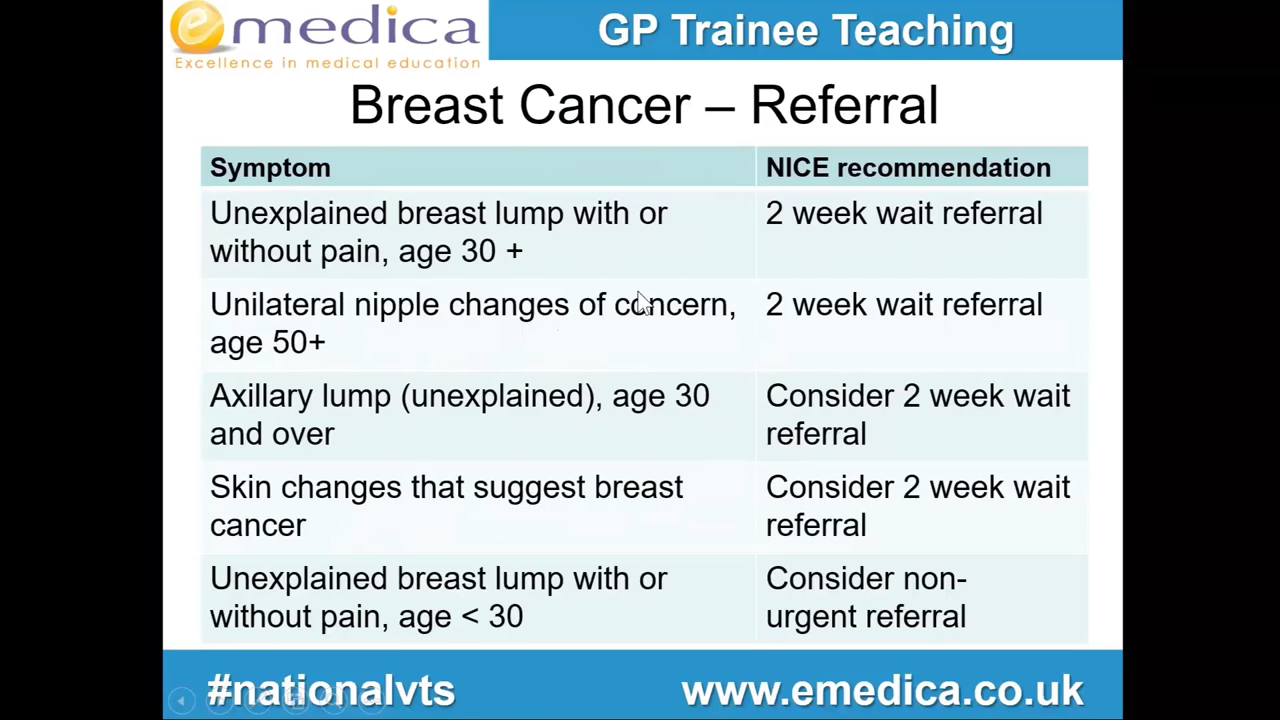 emedica
Excellence in medical education
GP Trainee Teaching
Breast Cancer – Referral
Symptom
NICE recommendation
Unexplained breast lump with or
without pain, age 30 +
2 week wait referral
Unilateral nipple changes of concern,
age 50+
2 week wait referral
Axillary lump (unexplained), age 30
and over
Consider 2 week wait
referral
Skin changes that suggest breast
cancer
Consider 2 week wait
referral
Unexplained breast lump with or
without pain, age < 30
Consider non-
urgent referral
#nationalvts
www.emedica.co.uk